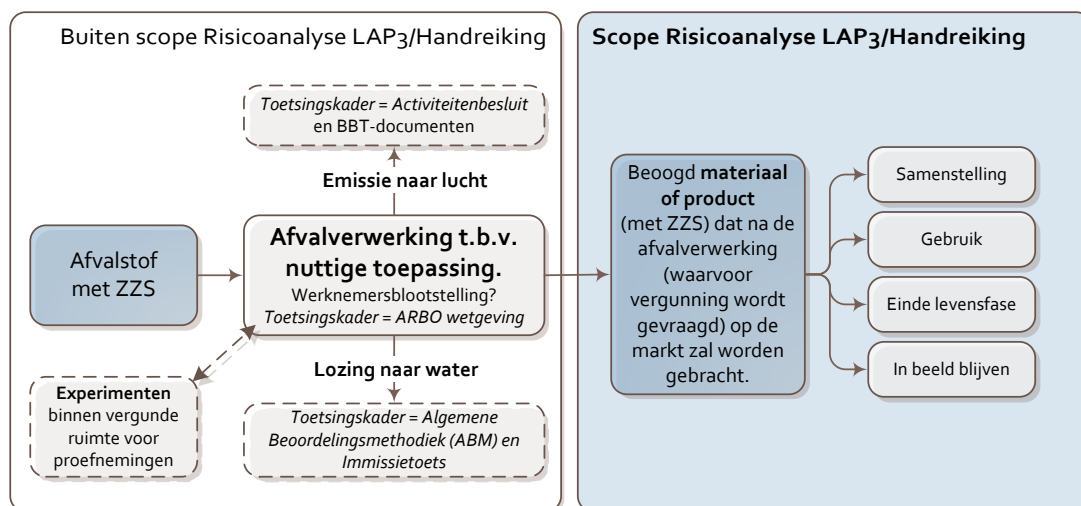 Buiten scope Risicoanalyse LAP3/Handreiking
Toetsingskader = Activiteitenbesluit
en BBT-documenten
Emissie naar lucht
Afvalstof
met ZZS
Afvalverwerking t.b.v.
nuttige toepassing.
Werknemersblootstelling?
Toetsingskader = ARBO wetgeving
Lozing naar water
Experimenten
binnen vergunde
ruimte voor
proefnemingen
Toetsingskader = Algemene
Beoordelingsmethodiek (ABM) en
Immissietoets
Scope Risicoanalyse LAP3/Handreiking
Beoogd materiaal
of product
(met ZZS) dat na de
afvalverwerking
(waarvoor
vergunning wordt
gevraagd) op de
markt zal worden
gebracht.
Samenstelling
Gebruik
Einde levensfase
In beeld blijven